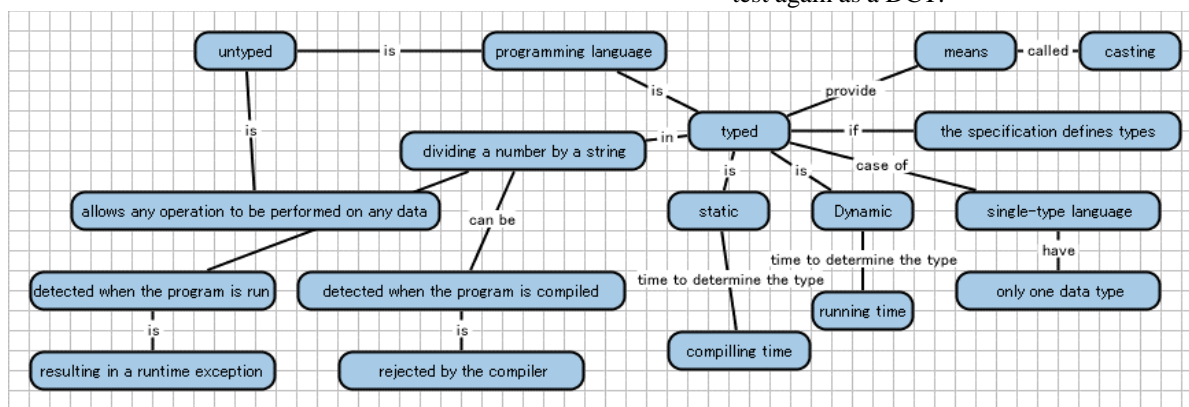 test again as a DCT.
untyped
is
programming language
means
called
casting
is
provide
typed
if
the specification defines types
is
in
dividing a number by a string
is
is
case of
allows any operation to be performed on any data
can be
static
Dynamic
single-type language
time to determine the type
have
detected when the program is run
detected when the program is compiled
time to determine the type
only one data type
running time
is
is
resulting in a runtime exception
rejected by the compiler
compilling time